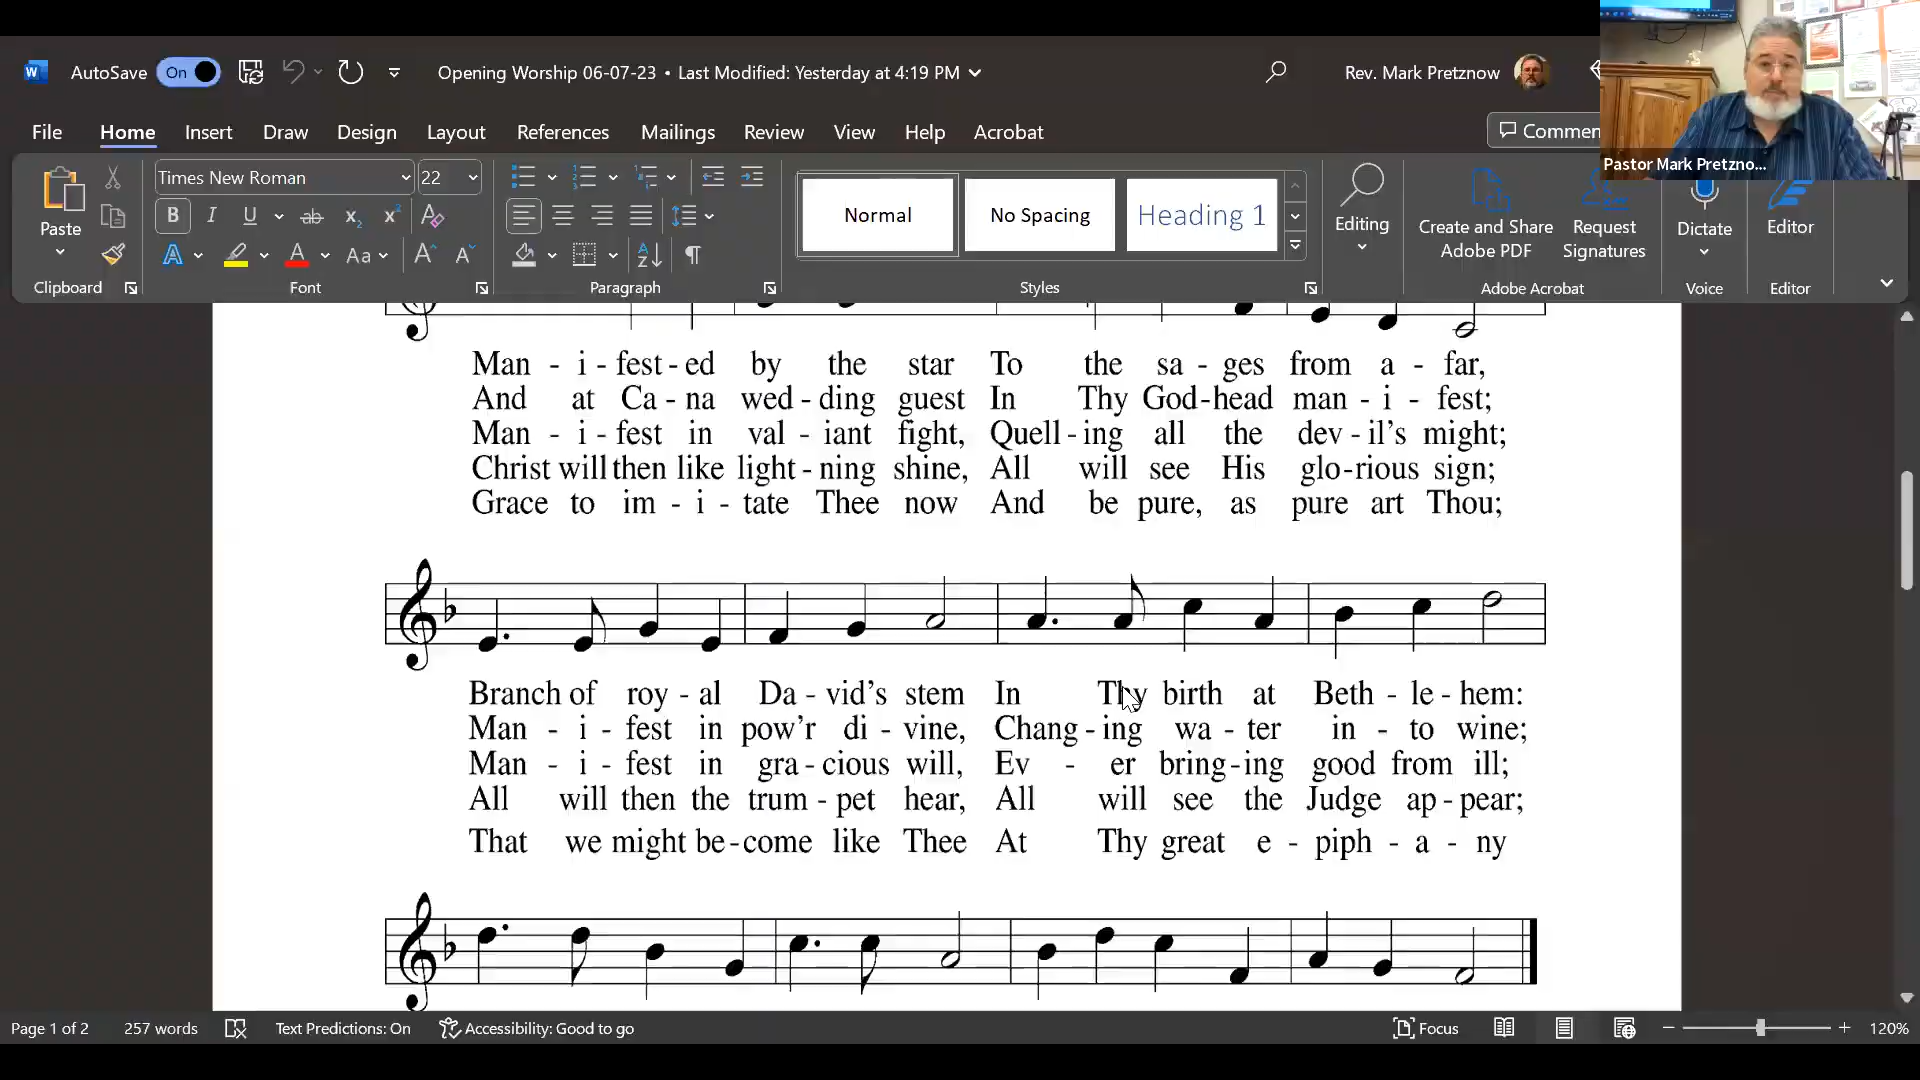 AutoSave On Opening Worship 06-07-23 • Last Modified: Yesterday at 4:19 PM Rev. Mark Pretznow
File Home Insert Draw Design Layout References Mailings Review View Help Acrobat Commen
Pastor Mark Pretzno...
Paste
Clipboard
Times New Roman 22
B I U ab x₂ x²
A A Aa A A
Font
Paragraph
Normal No Spacing Heading 1
Styles
Editing
Create and Share Adobe PDF
Request Signatures
Adobe Acrobat
Dictate
Voice
Editor
Editor
Man - i - fest - ed by the star To the sa - ges from a - far,
And at Ca - na wed - ding guest In Thy God - head man - i - fest;
Man - i - fest in val - iant fight, Quell - ing all the dev - il's might;
Christ will then like light - ning shine, All will see His glo - rious sign;
Grace to im - i - tate Thee now And be pure, as pure art Thou;
Branch of roy - al Da - vid's stem In Thy birth at Beth - le - hem:
Man - i - fest in pow'r di - vine, Chang - ing wa - ter in - to wine;
Man - i - fest in gra - cious will, Ev - er bring - ing good from ill;
All will then the trum - pet hear, All will see the Judge ap - pear;
That we might be - come like Thee At Thy great e - piph - a - ny
Page 1 of 2 257 words Text Predictions: On Accessibility: Good to go Focus 120%